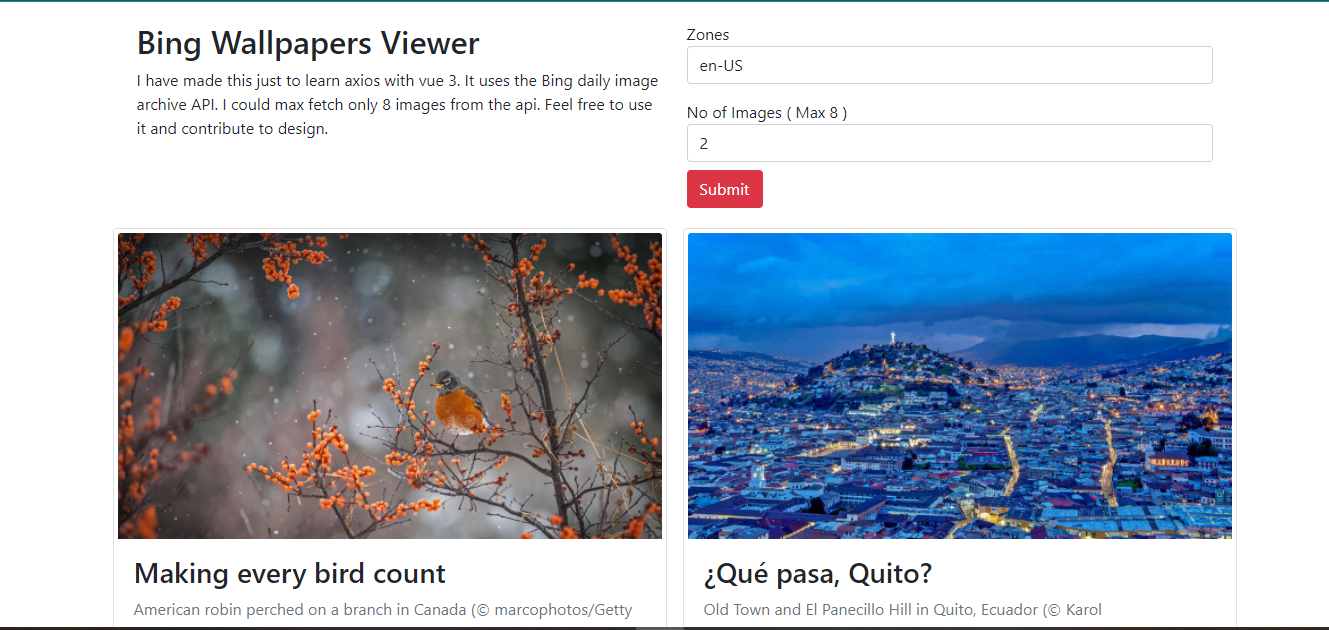 Bing Wallpapers Viewer
I have made this just to learn axios with vue 3. It uses the Bing daily image
archive API. I could max fetch only 8 images from the api. Feel free to use
it and contribute to design.
Zones
en-US
No of Images ( Max 8 )
2
Submit
Making every bird count
American robin perched on a branch in Canada (© marcophotos/Getty
¿Qué pasa, Quito?
Old Town and El Panecillo Hill in Quito, Ecuador (© Karol